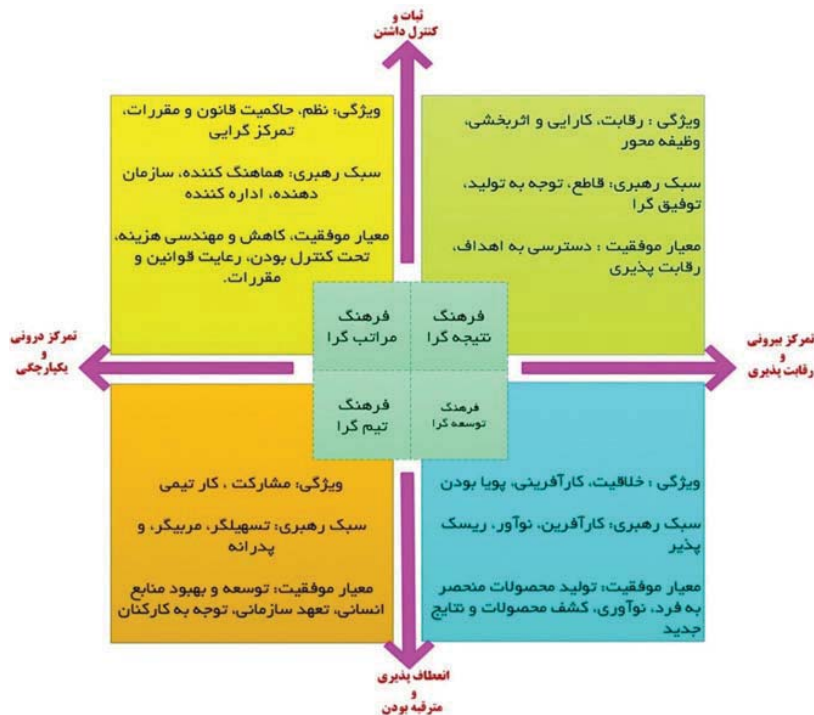 ثبات و
کنترل داشتن
ویژگی : رقابت، کارایی و اثربخشی،
وظیفه محور
سبک رهبری: قاطع، توجه به تولید،
توفیق گرا
معیار موفقیت : دسترسی به اهداف،
رقابت پذیری
ویژگی: نظم، حاکمیت قانون و مقررات،
تمرکز گرایی
سبک رهبری: هماهنگ کننده، سازمان
دهنده، اداره کننده
معیار موفقیت، کاهش و مهندسی هزینه،
تحت کنترل بودن، رعایت قوانین و
مقررات.
فرهنگ
نتیجه گرا
فرهنگ
مراتب گرا
تمرکز بیرونی
و
رقابت پذیری
تمرکز درونی
و
یکپارچگی
فرهنگ
توسعه گرا
فرهنگ
تیم گرا
ویژگی : خلاقیت، کارآفرینی، پویا بودن
سبک رهبری: کارآفرین، نوآور، ریسک
پذیر
معیار موفقیت: تولید محصولات منحصر
به فرد، نوآوری، کشف محصولات و نتایج
جدید
ویژگی: مشارکت ، کار تیمی
سبک رهبری: تسهیلگر، مربیگر، و
پدرانه
معیار موفقیت: توسعه و بهبود منابع
انسانی، تعهد سازمانی، توجه به کارکنان
انعطاف پذیری
و
مترقبه بودن